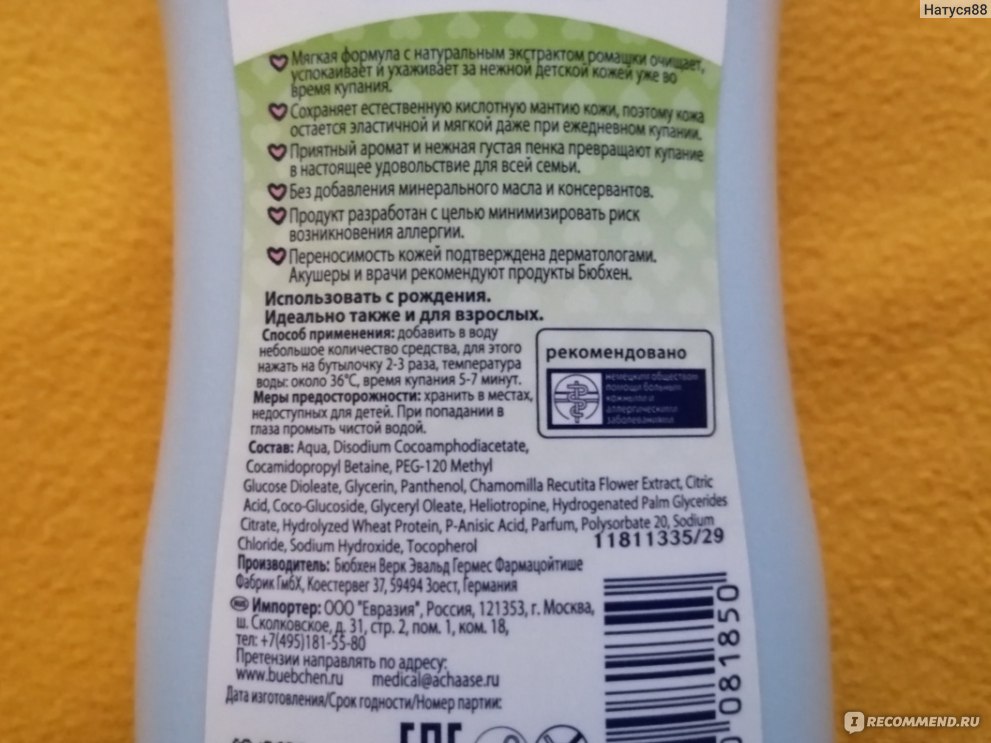 Натуся88
Мягкая формула с натуральным экстрактом ромашки очищает,
успокаивает и ухаживает за нежной детской кожей уже во
время купания.
Сохраняет естественную кислотную мантию кожи, поэтому кожа
остается эластичной и мягкой даже при ежедневном купании.
Приятный аромат и нежная густая пенка превращают купание
в настоящее удовольствие для всей семьи.
Без добавления минерального масла и консервантов.
Продукт разработан с целью минимизировать риск
возникновения аллергии.
Переносимость кожей подтверждена дерматологами.
Акушеры и врачи рекомендуют продукты Бюбхен.
Использовать с рождения.
Идеально также и для взрослых.
Способ применения: добавить в воду
небольшое количество средства, для этого
нажать на бутылочку 2-3 раза, температура
воды: около 36°С, время купания 5-7 минут.
Меры предосторожности: хранить в местах,
недоступных для детей. При попадании в
глаза промыть чистой водой.
рекомендовано
немецким обществом
помощи больным
кожными и
аллергическими
заболеваниями
Состав: Aqua, Disodium Cocoamphodiacetate,
Cocamidopropyl Betaine, PEG-120 Methyl
Glucose Dioleate, Glycerin, Panthenol, Chamomilla Recutita Flower Extract, Citric
Acid, Coco-Glucoside, Glyceryl Oleate, Heliotropine, Hydrogenated Palm Glycerides
Citrate, Hydrolyzed Wheat Protein, P-Anisic Acid, Parfum, Polysorbate 20, Sodium
Chloride, Sodium Hydroxide, Tocopherol
11811335/29
Производитель: Бюбхен Верк Эвальд Гермес Фармацойтише
Фабрик ГмбХ, Коестервег 37, 59494 Зоест, Германия
Импортер: ООО "Евразия", Россия, 121353, г. Москва,
ш. Сколковское, д. 31, стр. 2, пом. 1, ком. 18,
тел: +7(495)181-55-80
Претензии направлять по адресу:
www.buebchen.ru medical@achaase.ru
Дата изготовления/Срок годности/Номер партии:
081850
IRECOMMEND.RU